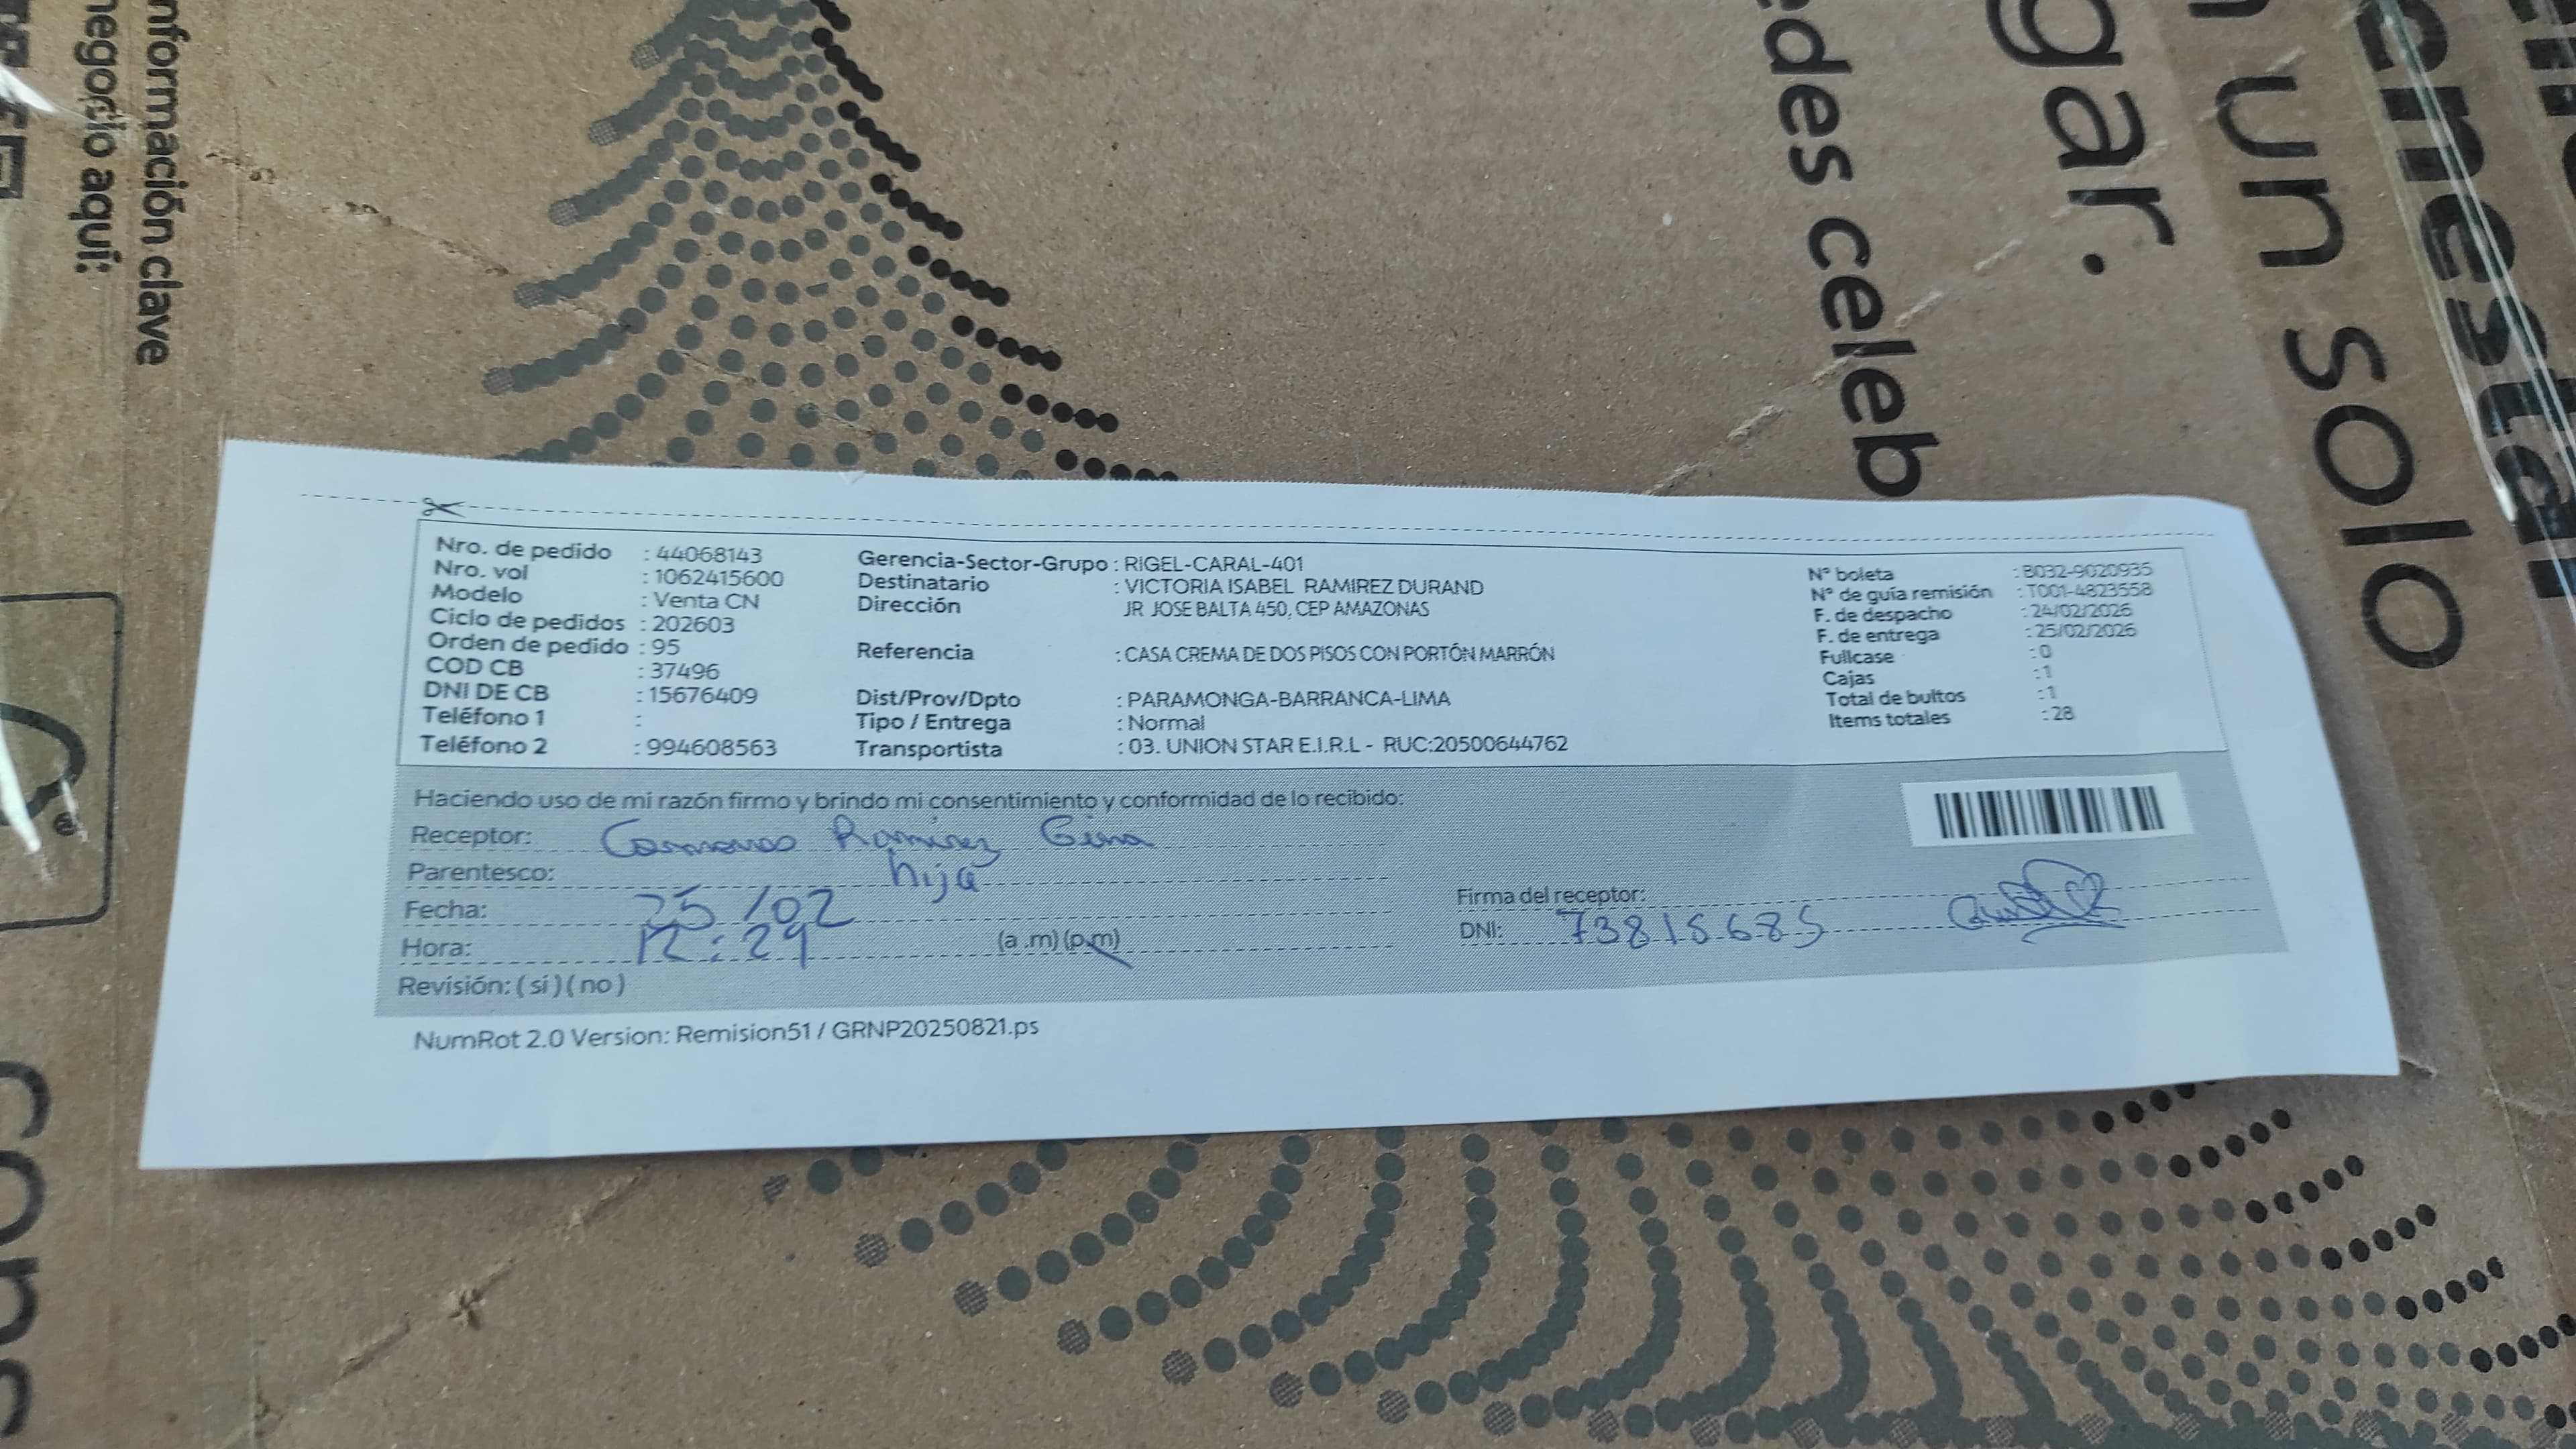 información clave
negocio aquí:
edes celeb
gar.
n un solo
enestar
cons
Nro. de pedido : 44068143
Nro. vol : 1062415600
Modelo : Venta CN
Ciclo de pedidos : 202603
Orden de pedido : 95
COD CB : 37496
DNI DE CB : 15676409
Teléfono 1 :
Teléfono 2 : 994608563
Gerencia-Sector-Grupo : RIGEL-CARAL-401
Destinatario : VICTORIA ISABEL RAMIREZ DURAND
Dirección JR JOSE BALTA 450, CEP AMAZONAS
Referencia : CASA CREMA DE DOS PISOS CON PORTÓN MARRÓN
Dist/Prov/Dpto : PARAMONGA-BARRANCA-LIMA
Tipo / Entrega : Normal
Transportista : 03. UNION STAR E.I.R.L - RUC:20500644762
N° boleta : B032-9020935
N° de guía remisión : T001-4823558
F. de despacho : 24/02/2026
F. de entrega : 25/02/2026
Fullcase : 0
Cajas : 1
Total de bultos : 1
Items totales : 28
Haciendo uso de mi razón firmo y brindo mi consentimiento y conformidad de lo recibido:
Receptor: Ramirez Gina
Parentesco: hija
Fecha: 25/02
Hora: 12:29 (a .m) (p.m)
Revisión: ( si ) ( no )
Firma del receptor:
DNI: 73815685
NumRot 2.0 Version: Remision51 / GRNP20250821.ps